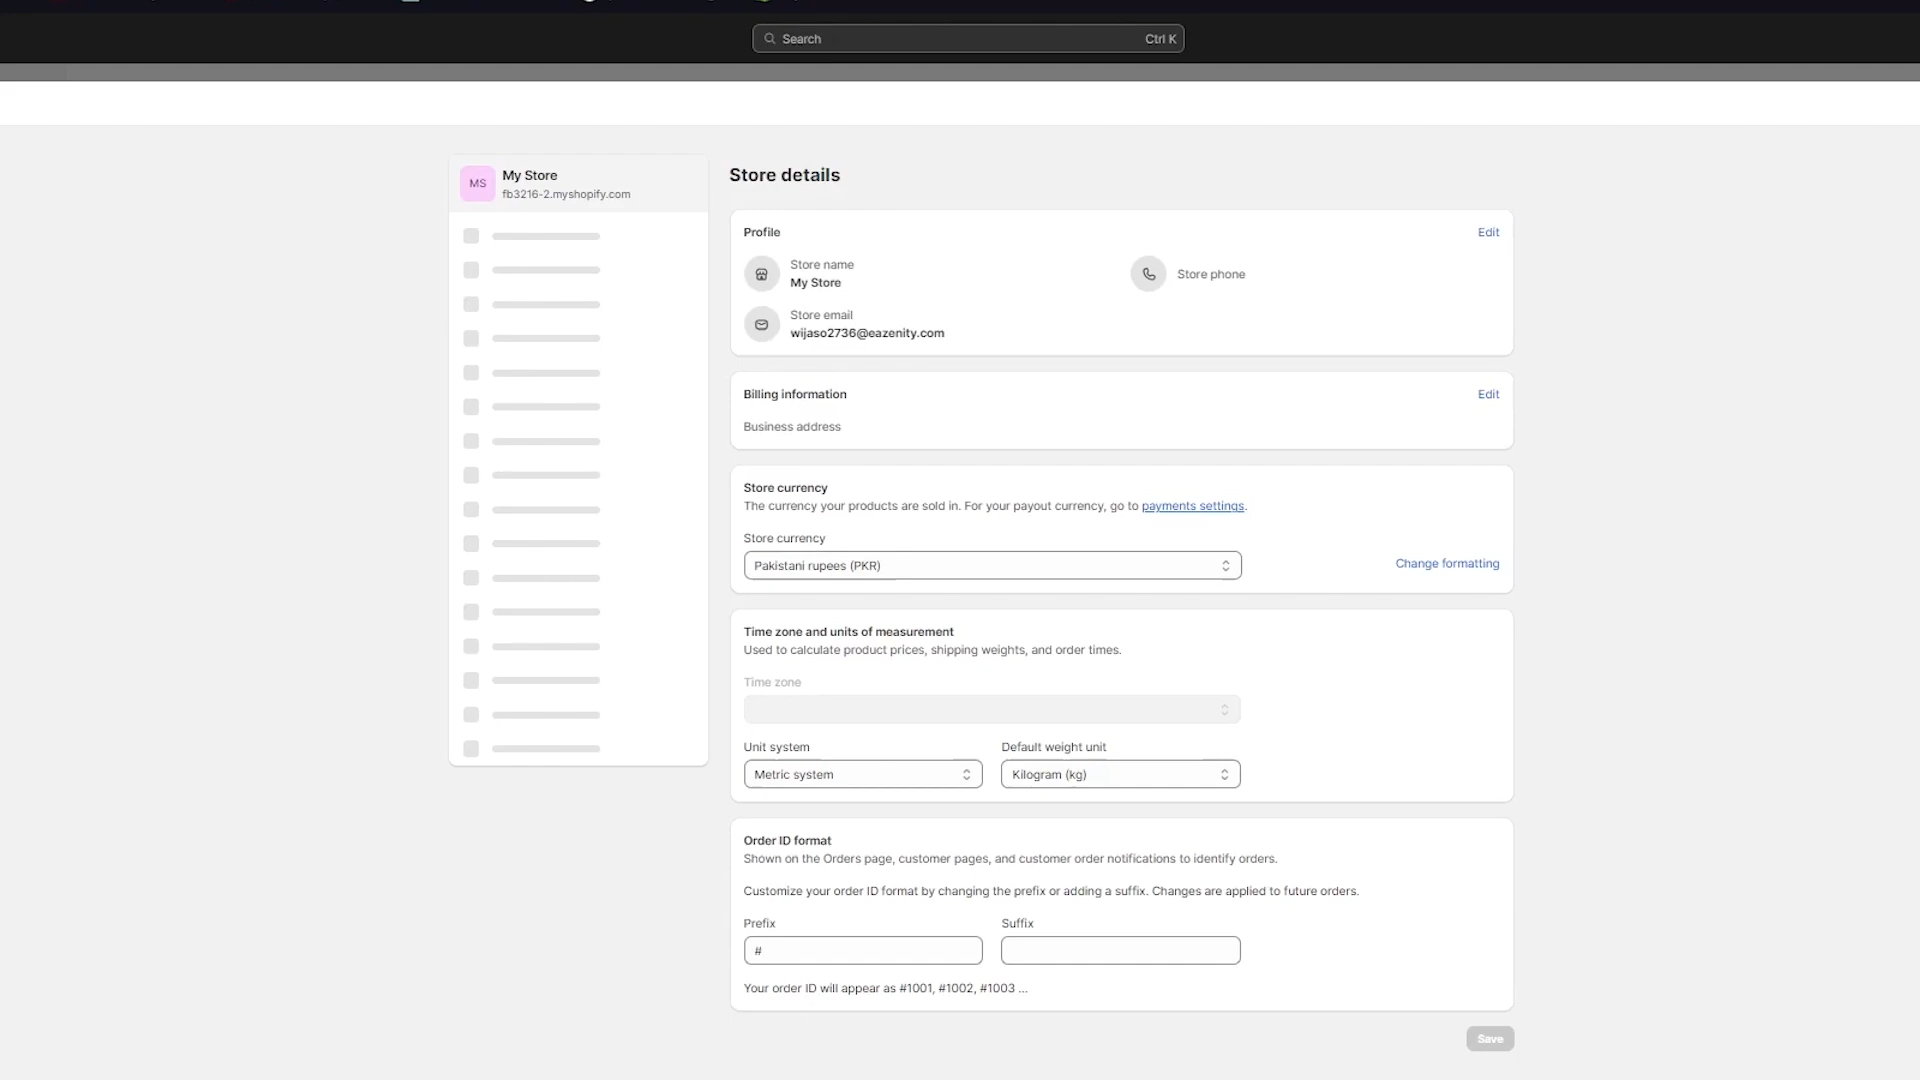 Search
Ctrl K
MS
My Store
fb3216-2.myshopify.com
Store details
Profile
Edit
Store name
My Store
Store phone
Store email
wijaso2736@eazenity.com
Billing information
Edit
Business address
Store currency
The currency your products are sold in. For your payout currency, go to payments settings.
Store currency
Pakistani rupees (PKR)
Change formatting
Time zone and units of measurement
Used to calculate product prices, shipping weights, and order times.
Time zone
Unit system
Default weight unit
Metric system
Kilogram (kg)
Order ID format
Shown on the Orders page, customer pages, and customer order notifications to identify orders.
Customize your order ID format by changing the prefix or adding a suffix. Changes are applied to future orders.
Prefix
Suffix
#
Your order ID will appear as #1001, #1002, #1003 ...
Save